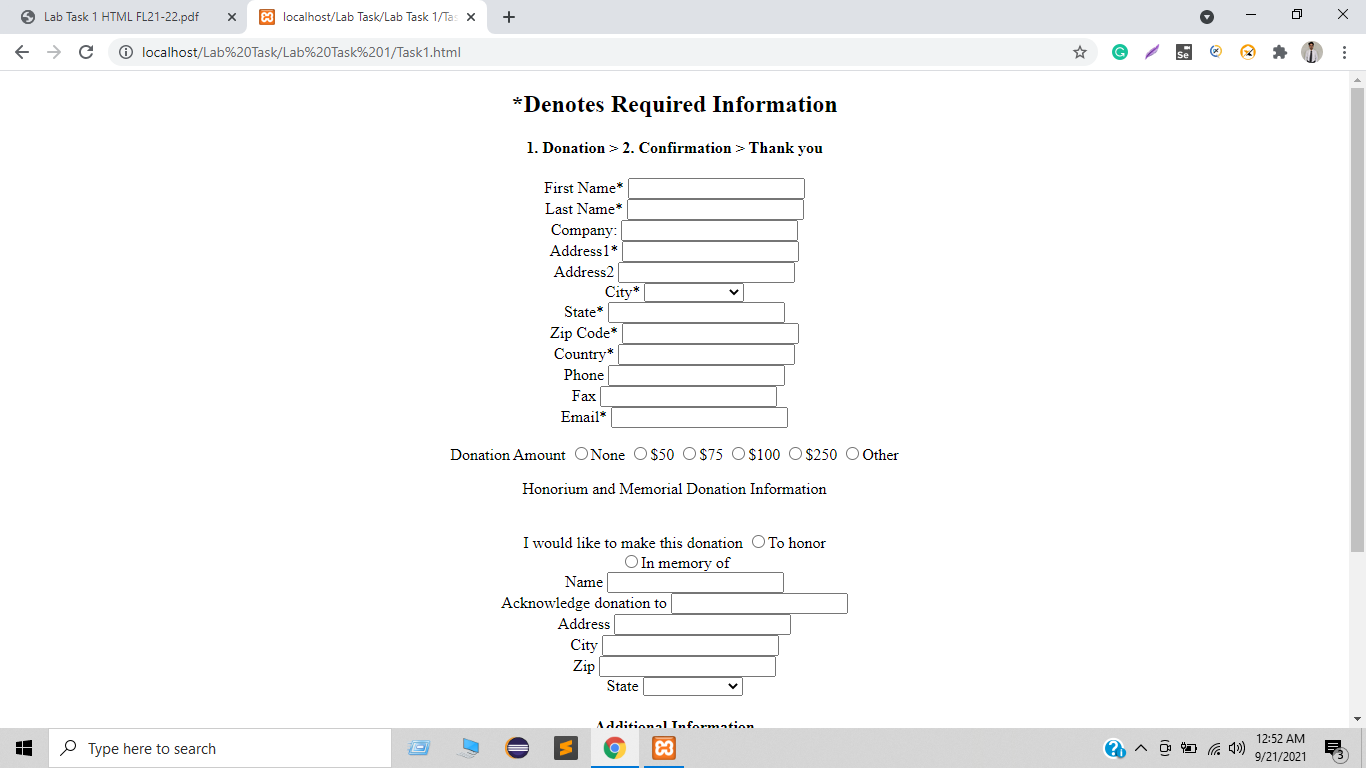 Lab Task 1 HTML FL21-22.pdf
localhost/Lab Task/Lab Task 1/Tas
localhost/Lab%20Task/Lab%20Task%201/Task1.html
Se
*Denotes Required Information
1. Donation > 2. Confirmation > Thank you
First Name*
Last Name*
Company:
Address1*
Address2
City*
State*
Zip Code*
Country*
Phone
Fax
Email*
Donation Amount None $50 $75 $100 $250 Other
Honorium and Memorial Donation Information
I would like to make this donation To honor
In memory of
Name
Acknowledge donation to
Address
City
Zip
State
Additional Information
Type here to search
12:52 AM
9/21/2021
3